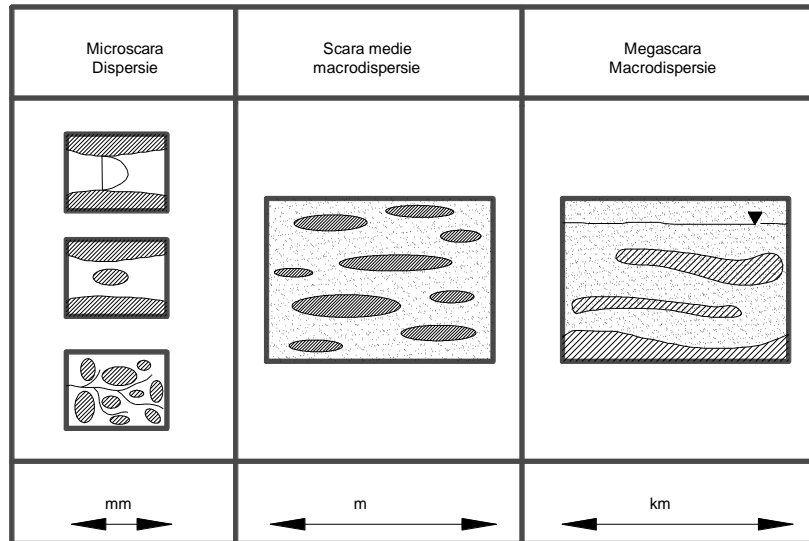 Microscara
Dispersie
Scara medie
macrodispersie
Megascara
Macrodispersie
mm
m
km